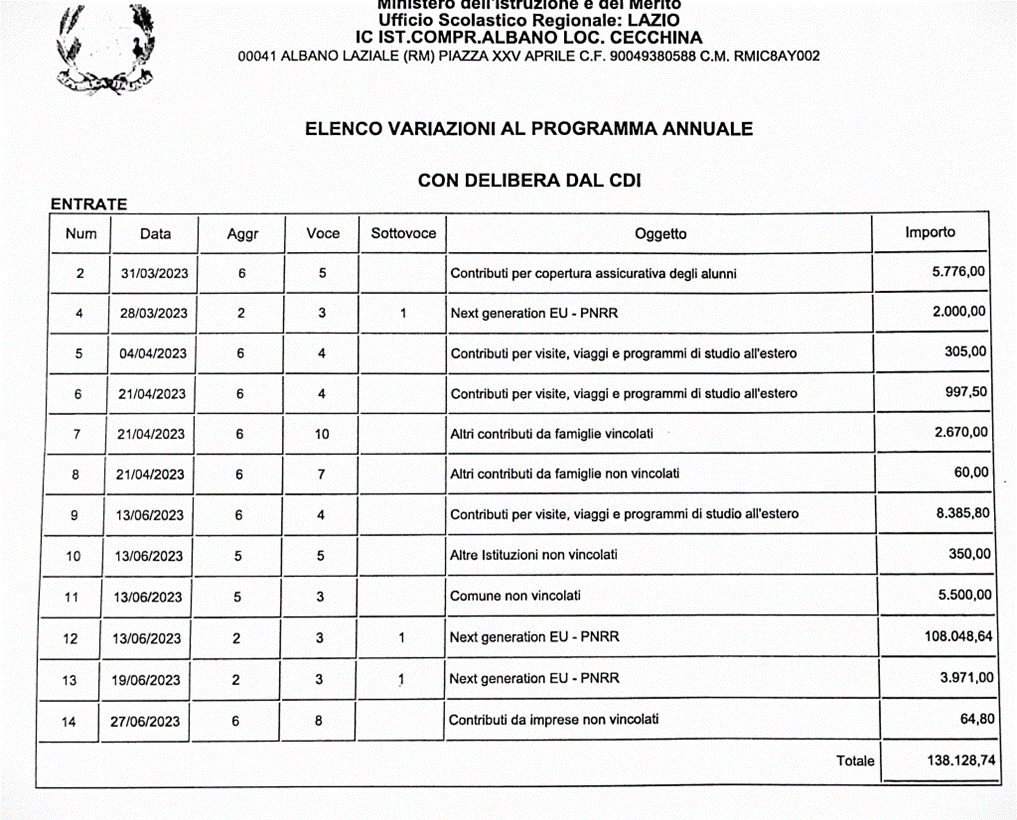 Ministero dell'Istruzione e del Merito
Ufficio Scolastico Regionale: LAZIO
IC IST.COMPR.ALBANO LOC. CECCHINA
00041 ALBANO LAZIALE (RM) PIAZZA XXV APRILE C.F. 90049380588 C.M. RMIC8AY002
ELENCO VARIAZIONI AL PROGRAMMA ANNUALE
CON DELIBERA DAL CDI
ENTRATE
Num Data Aggr Voce Sottovoce Oggetto Importo
2 31/03/2023 6 5 Contributi per copertura assicurativa degli alunni 5.776,00
4 28/03/2023 2 3 1 Next generation EU - PNRR 2.000,00
5 04/04/2023 6 4 Contributi per visite, viaggi e programmi di studio all'estero 305,00
6 21/04/2023 6 4 Contributi per visite, viaggi e programmi di studio all'estero 997,50
7 21/04/2023 6 10 Altri contributi da famiglie vincolati 2.670,00
8 21/04/2023 6 7 Altri contributi da famiglie non vincolati 60,00
9 13/06/2023 6 4 Contributi per visite, viaggi e programmi di studio all'estero 8.385,80
10 13/06/2023 5 5 Altre Istituzioni non vincolati 350,00
11 13/06/2023 5 3 Comune non vincolati 5.500,00
12 13/06/2023 2 3 1 Next generation EU - PNRR 108.048,64
13 19/06/2023 2 3 1 Next generation EU - PNRR 3.971,00
14 27/06/2023 6 8 Contributi da imprese non vincolati 64,80
Totale 138.128,74